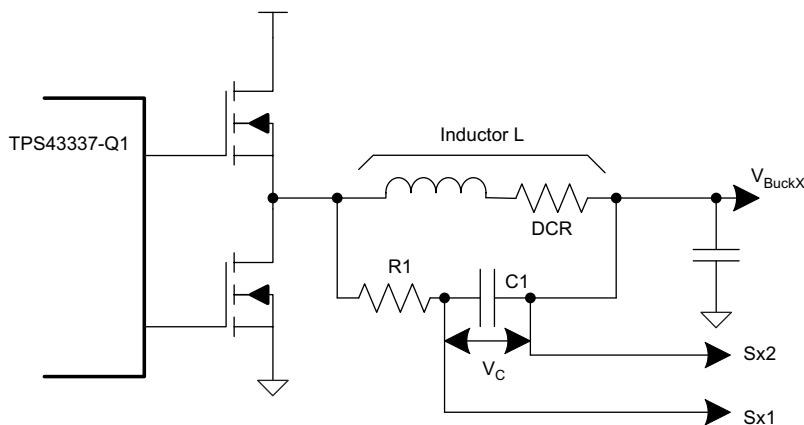 TPS43337-Q1
Inductor L
V_BuckX
DCR
R1
C1
V_C
Sx2
Sx1